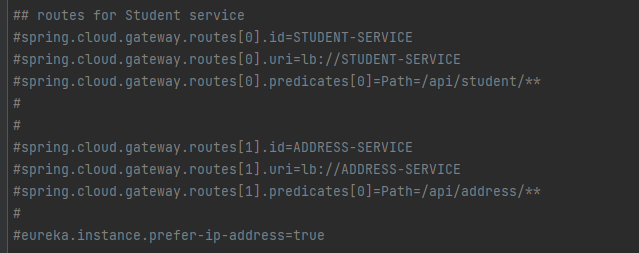 ## routes for Student service
#spring.cloud.gateway.routes[0].id=STUDENT-SERVICE
#spring.cloud.gateway.routes[0].uri=lb://STUDENT-SERVICE
#spring.cloud.gateway.routes[0].predicates[0]=Path=/api/student/**
#
#
#spring.cloud.gateway.routes[1].id=ADDRESS-SERVICE
#spring.cloud.gateway.routes[1].uri=lb://ADDRESS-SERVICE
#spring.cloud.gateway.routes[1].predicates[0]=Path=/api/address/**
#
#eureka.instance.prefer-ip-address=true